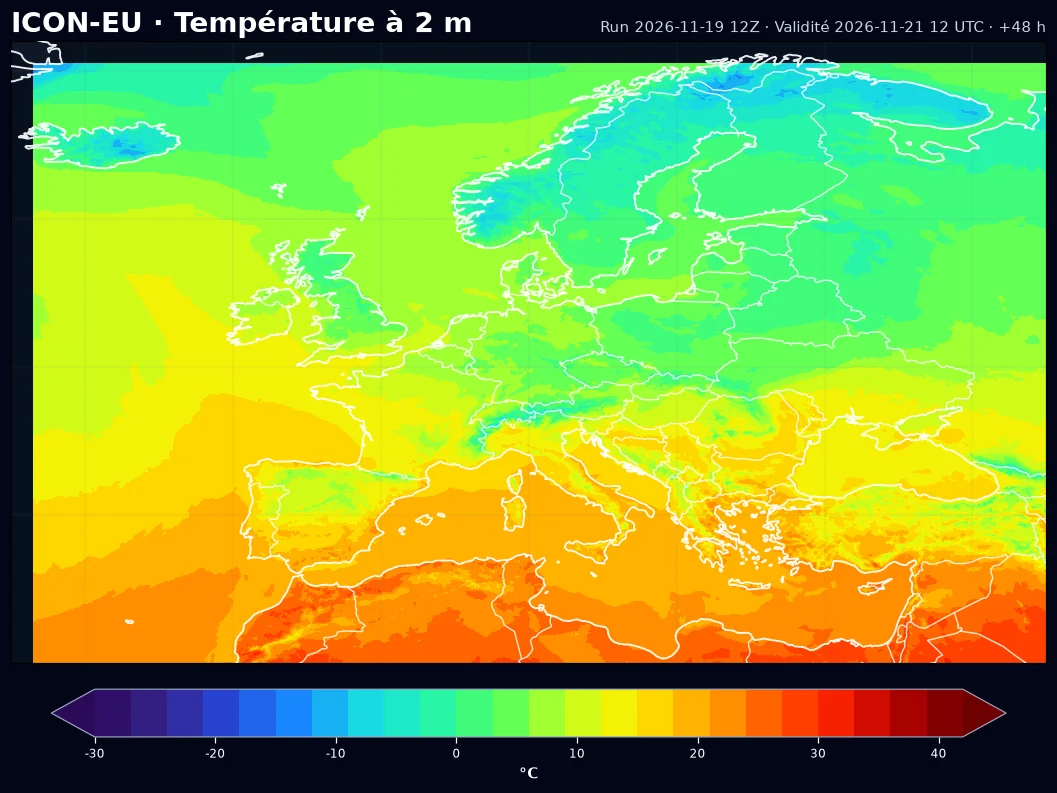 ICON-EU · Température à 2 m
Run 2026-11-19 12Z · Validité 2026-11-21 12 UTC · +48 h
-30 -20 -10 0 10 20 30 40
°C